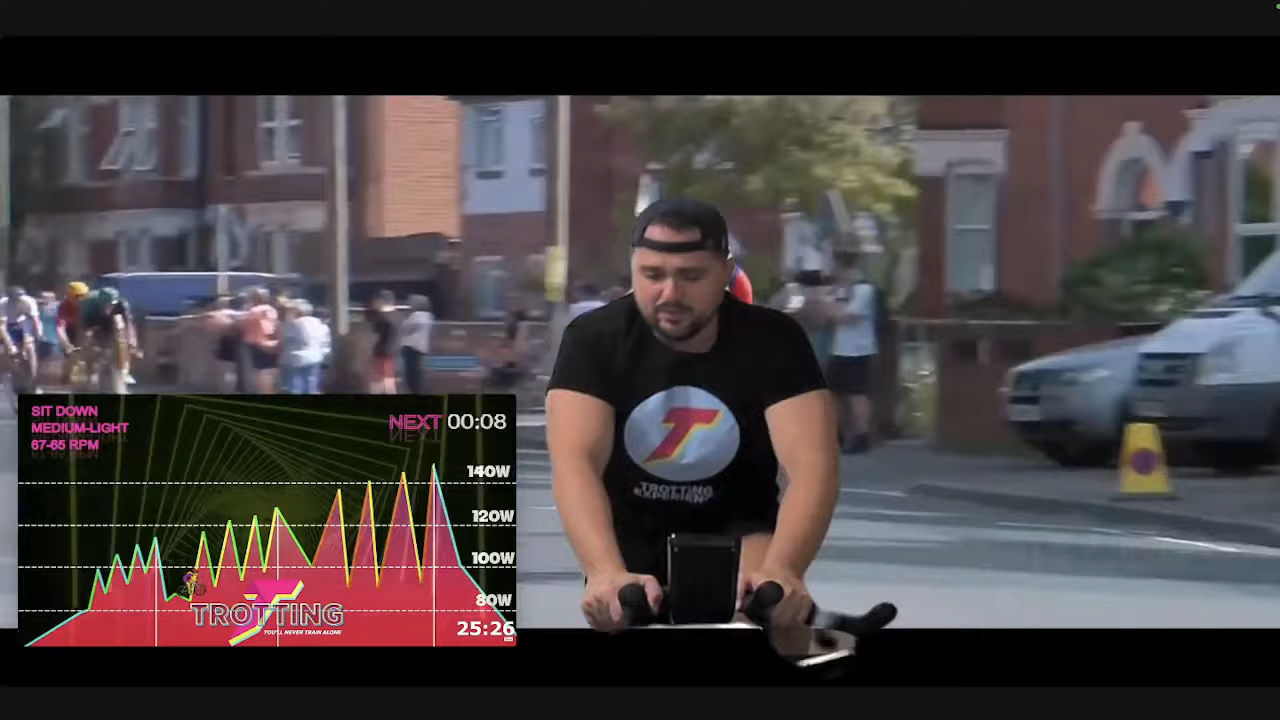 SIT DOWN
MEDIUM-LIGHT
67-65 RPM
NEXT 00:08
140W
120W
100W
80W
TROTTING
YOU'LL NEVER TRAIN ALONE
25:26
T
TROTTING
EXPERIENCE